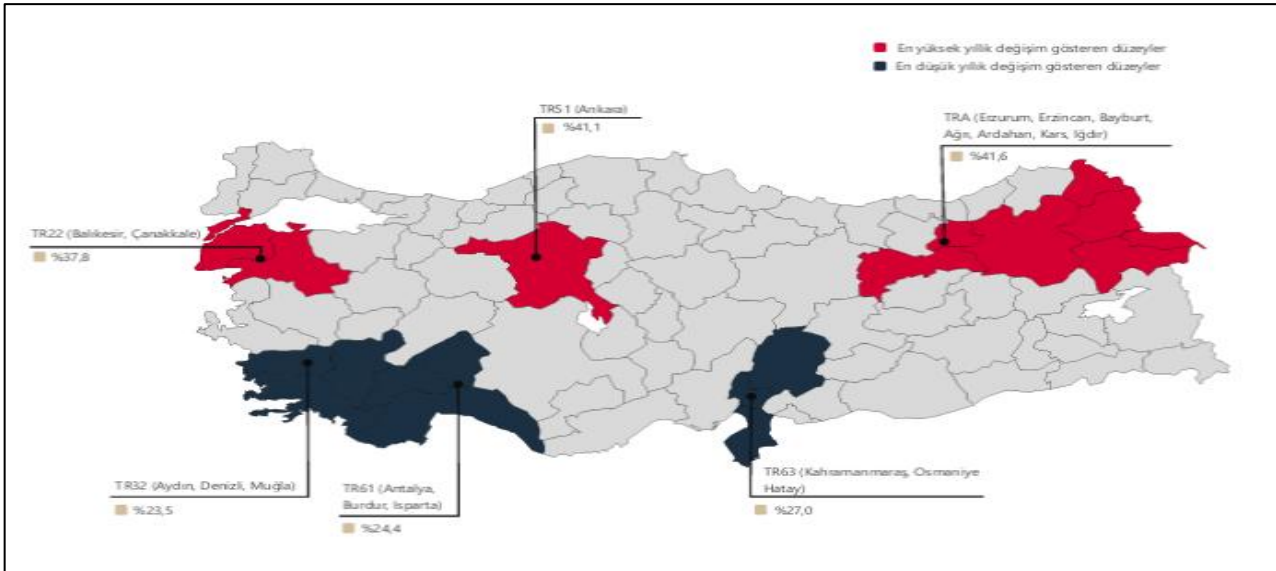 En yüksek yıllık değişim gösteren düzeyler
En düşük yıllık değişim gösteren düzeyler
TR51 (Ankara)
%41,1
TRA (Erzurum, Erzincan, Bayburt,
Ağrı, Ardahan, Kars, Iğdır)
%41,6
TR22 (Balıkesir, Çanakkale)
%37,8
TR32 (Aydın, Denizli, Muğla)
%23,5
TR61 (Antalya,
Burdur, Isparta)
%24,4
TR63 (Kahramanmaraş, Osmaniye
Hatay)
%27,0